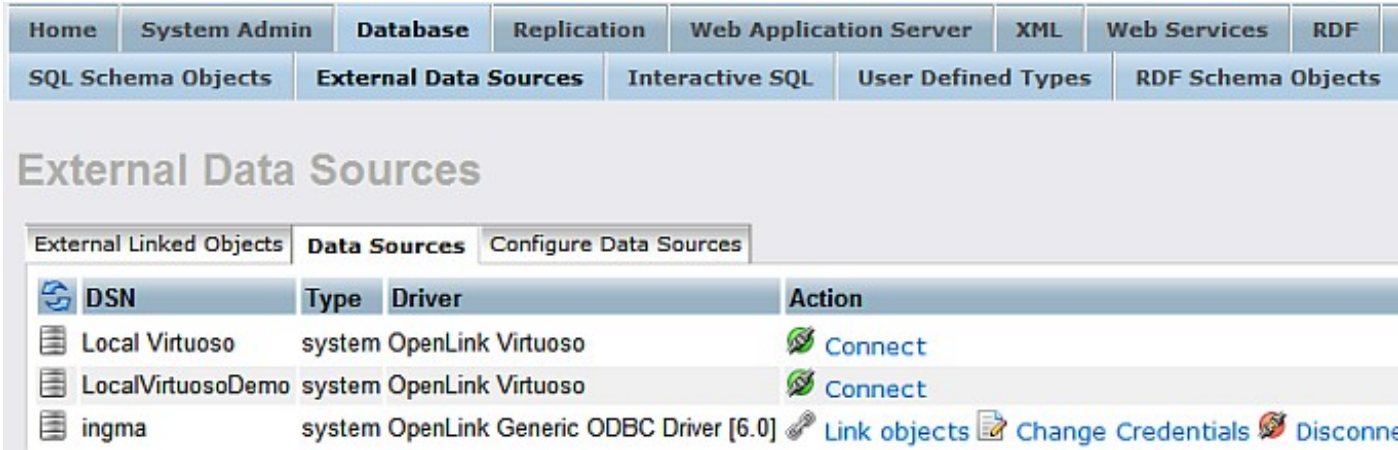 Home System Admin Database Replication Web Application Server XML Web Services RDF
SQL Schema Objects External Data Sources Interactive SQL User Defined Types RDF Schema Objects
External Data Sources
External Linked Objects Data Sources Configure Data Sources
DSN Type Driver Action
Local Virtuoso system OpenLink Virtuoso Connect
LocalVirtuosoDemo system OpenLink Virtuoso Connect
ingma system OpenLink Generic ODBC Driver [6.0] Link objects Change Credentials Disconne